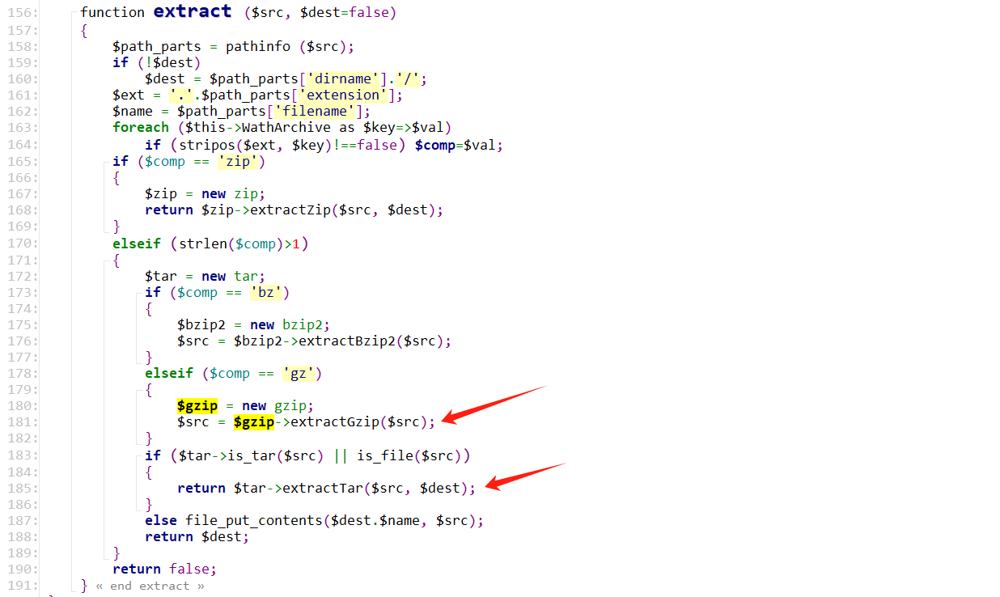 156: function extract ($src, $dest=false)
157: {
158: $path_parts = pathinfo ($src);
159: if (!$dest)
160: $dest = $path_parts['dirname'].'/';
161: $ext = '.'.$path_parts['extension'];
162: $name = $path_parts['filename'];
163: foreach ($this->WathArchive as $key=>$val)
164: if (stripos($ext, $key)!==false) $comp=$val;
165: if ($comp == 'zip')
166: {
167: $zip = new zip;
168: return $zip->extractZip($src, $dest);
169: }
170: elseif (strlen($comp)>1)
171: {
172: $tar = new tar;
173: if ($comp == 'bz')
174: {
175: $bzip2 = new bzip2;
176: $src = $bzip2->extractBzip2($src);
177: }
178: elseif ($comp == 'gz')
179: {
180: $gzip = new gzip;
181: $src = $gzip->extractGzip($src);
182: }
183: if ($tar->is_tar($src) || is_file($src))
184: {
185: return $tar->extractTar($src, $dest);
186: }
187: else file_put_contents($dest.$name, $src);
188: return $dest;
189: }
190: return false;
191: } « end extract »